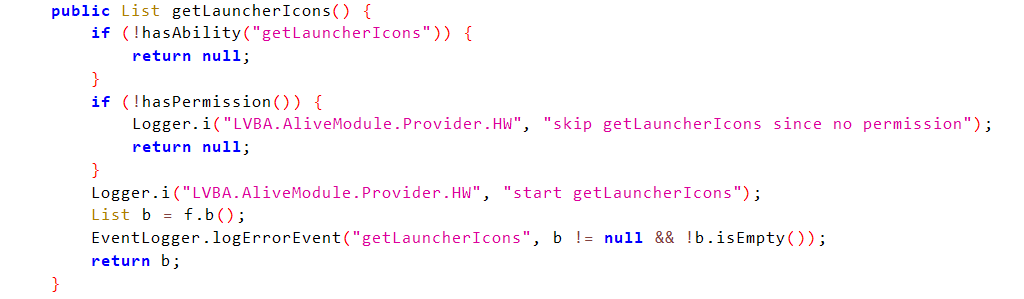 public List getLauncherIcons() {
if (!hasAbility("getLauncherIcons")) {
return null;
}
if (!hasPermission()) {
Logger.i("LVBA.AliveModule.Provider.HW", "skip getLauncherIcons since no permission");
return null;
}
Logger.i("LVBA.AliveModule.Provider.HW", "start getLauncherIcons");
List b = f.b();
EventLogger.logErrorEvent("getLauncherIcons", b != null && !b.isEmpty());
return b;
}